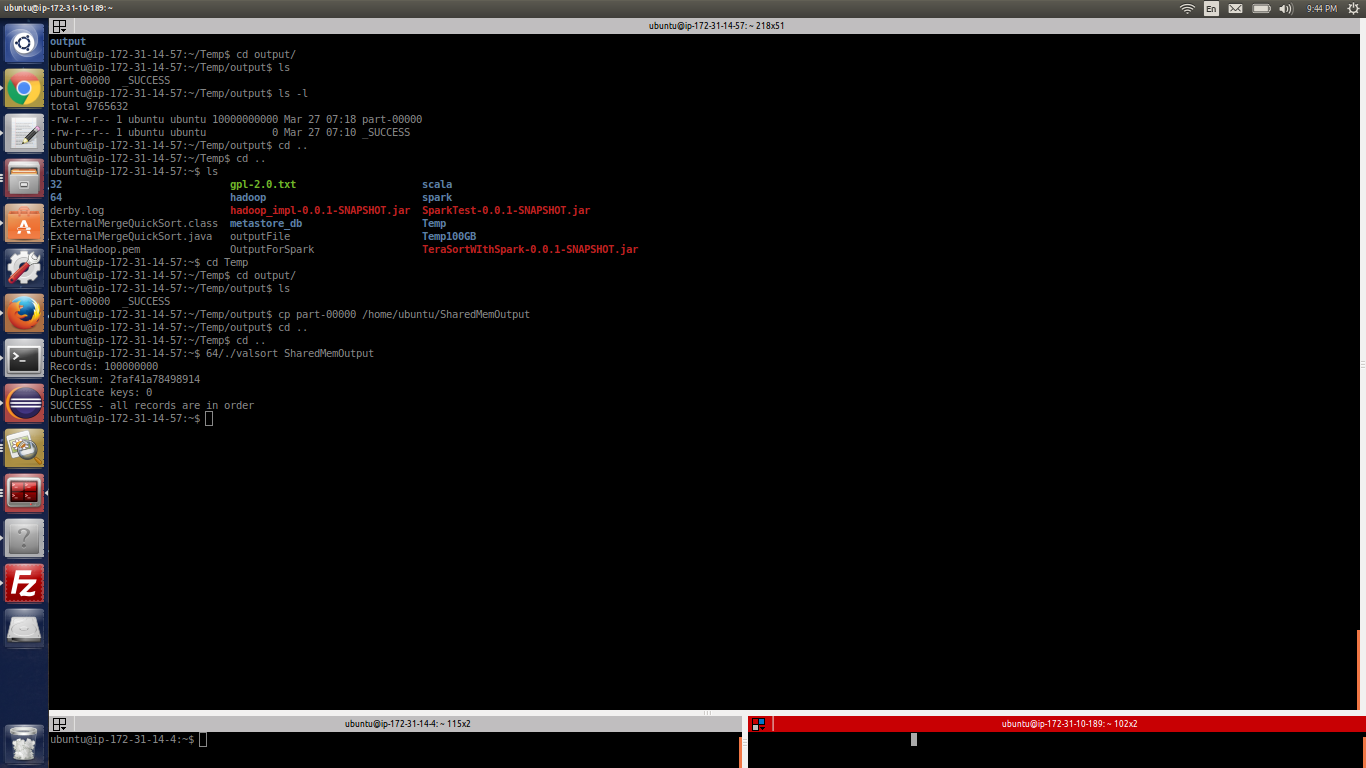 ubuntu@ip-172-31-10-189: ~
En
9:44 PM
ubuntu@ip-172-31-14-57: ~ 218x51
output
ubuntu@ip-172-31-14-57:~/Temp$ cd output/
ubuntu@ip-172-31-14-57:~/Temp/output$ ls
part-00000  _SUCCESS
ubuntu@ip-172-31-14-57:~/Temp/output$ ls -l
total 9765632
-rw-r--r-- 1 ubuntu ubuntu 10000000000 Mar 27 07:18 part-00000
-rw-r--r-- 1 ubuntu ubuntu           0 Mar 27 07:10 _SUCCESS
ubuntu@ip-172-31-14-57:~/Temp/output$ cd ..
ubuntu@ip-172-31-14-57:~/Temp$ cd ..
ubuntu@ip-172-31-14-57:~$ ls
32                            gpl-2.0.txt                     scala
64                            hadoop                          spark
derby.log                     hadoop_impl-0.0.1-SNAPSHOT.jar  SparkTest-0.0.1-SNAPSHOT.jar
ExternalMergeQuickSort.class  metastore_db                    Temp
ExternalMergeQuickSort.java   outputFile                      Temp100GB
FinalHadoop.pem               OutputForSpark                  TeraSortWIthSpark-0.0.1-SNAPSHOT.jar
ubuntu@ip-172-31-14-57:~$ cd Temp
ubuntu@ip-172-31-14-57:~/Temp$ cd output/
ubuntu@ip-172-31-14-57:~/Temp/output$ ls
part-00000  _SUCCESS
ubuntu@ip-172-31-14-57:~/Temp/output$ cp part-00000 /home/ubuntu/SharedMemOutput
ubuntu@ip-172-31-14-57:~/Temp/output$ cd ..
ubuntu@ip-172-31-14-57:~/Temp$ cd ..
ubuntu@ip-172-31-14-57:~$ 64/./valsort SharedMemOutput
Records: 100000000
Checksum: 2faf41a78498914
Duplicate keys: 0
SUCCESS - all records are in order
ubuntu@ip-172-31-14-57:~$
ubuntu@ip-172-31-14-4: ~ 115x2
ubuntu@ip-172-31-14-4:~$
ubuntu@ip-172-31-10-189: ~ 102x2